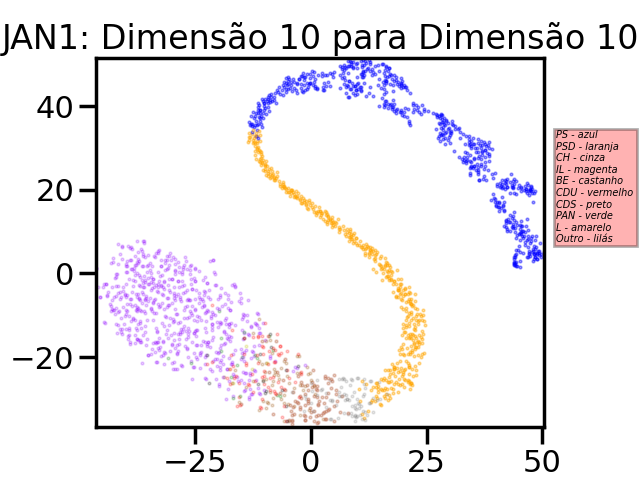 JAN1: Dimensão 10 para Dimensão 10
40
20
0
−20
−25
0
25
50
PS - azul
PSD - laranja
CH - cinza
IL - magenta
BE - castanho
CDU - vermelho
CDS - preto
PAN - verde
L - amarelo
Outro - lilás